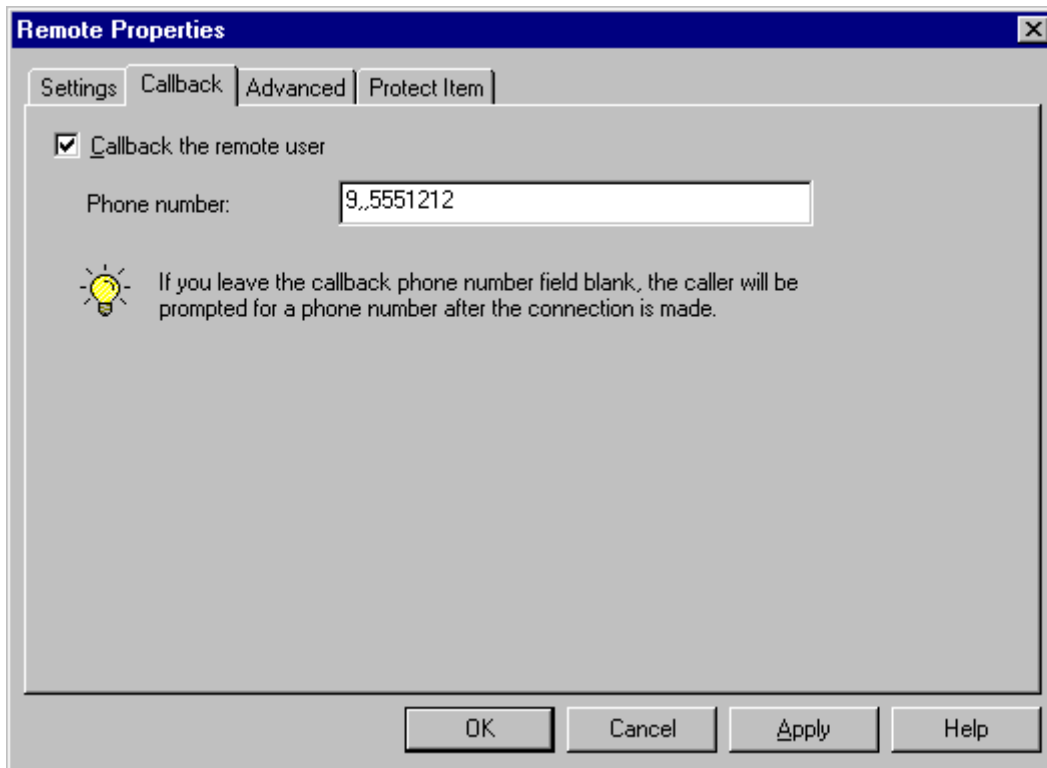 Remote Properties
Settings Callback Advanced Protect Item
Callback the remote user
Phone number: 9,,5551212
If you leave the callback phone number field blank, the caller will be
prompted for a phone number after the connection is made.
OK Cancel Apply Help